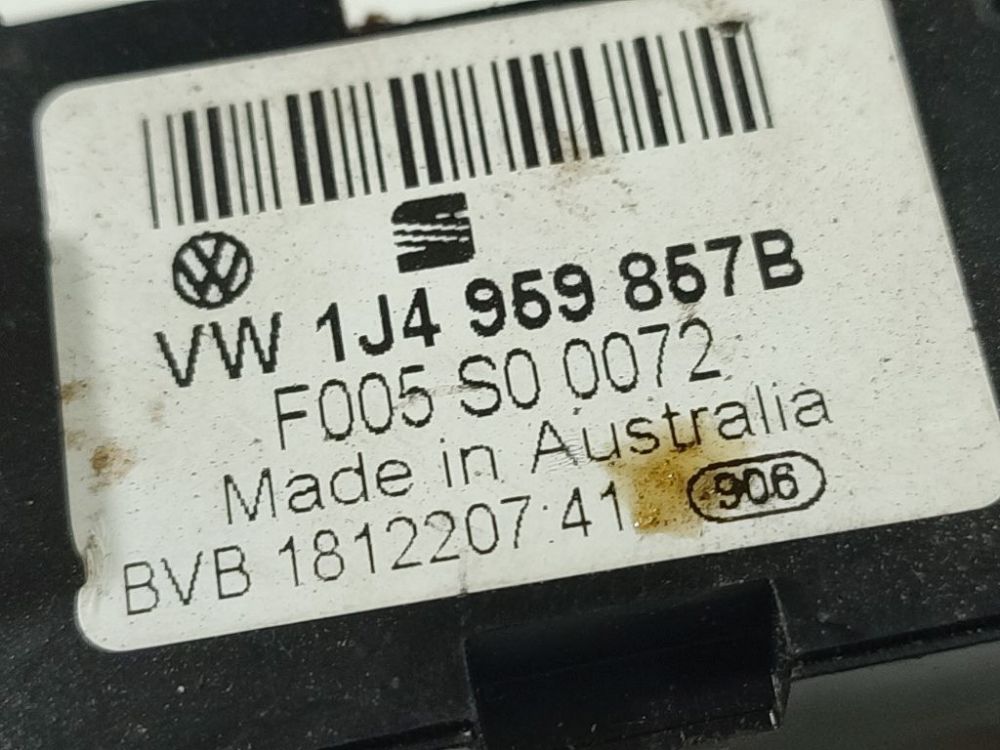 VW 1J4 959 857B
F005 S0 0072
Made in Australia
BVB 1812207:41 906